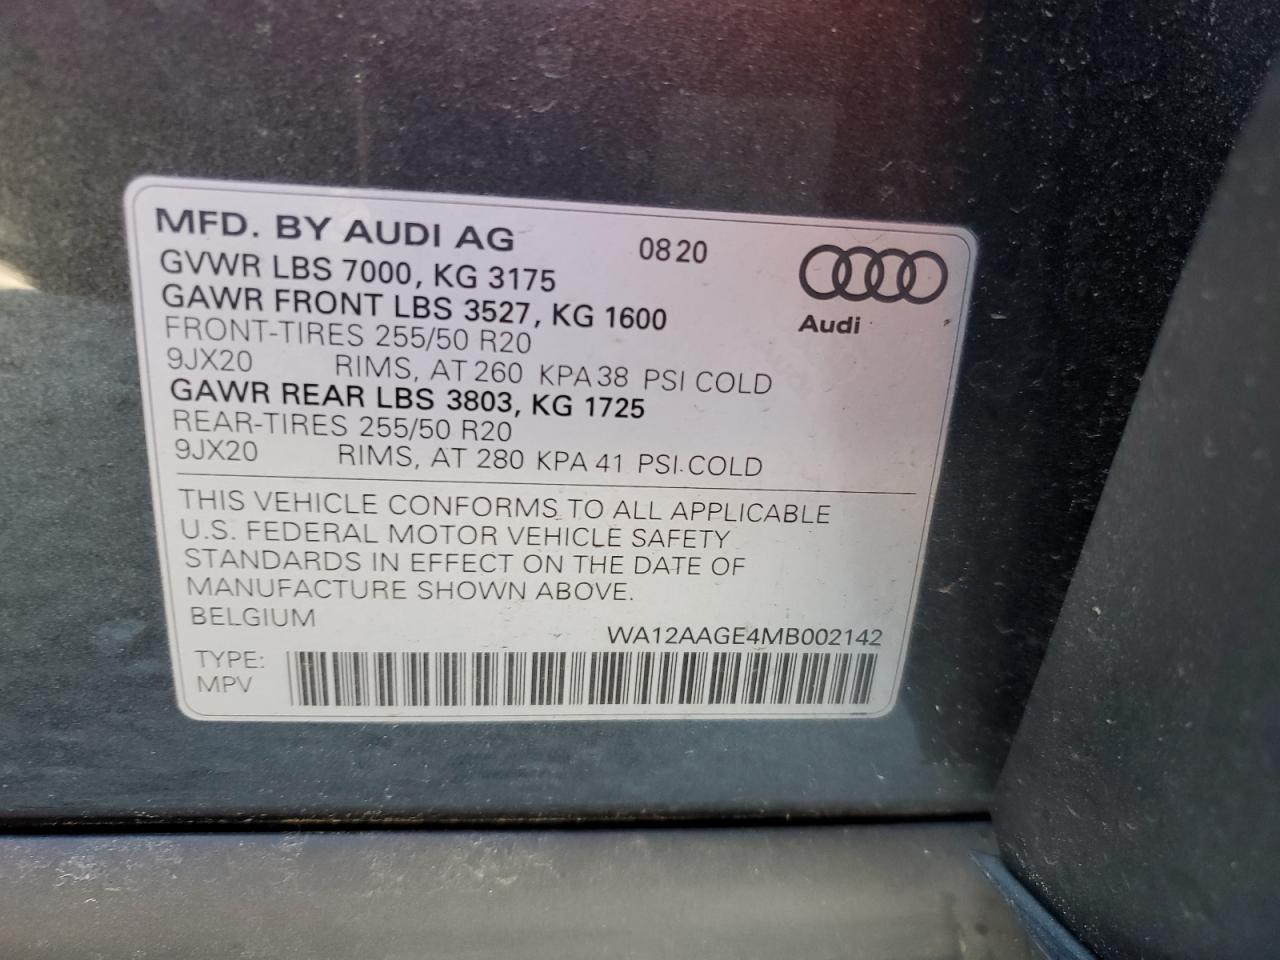 MFD. BY AUDI AG 0820
GVWR LBS 7000, KG 3175
GAWR FRONT LBS 3527, KG 1600
FRONT-TIRES 255/50 R20
9JX20 RIMS, AT 260 KPA 38 PSI COLD
GAWR REAR LBS 3803, KG 1725
REAR-TIRES 255/50 R20
9JX20 RIMS, AT 280 KPA 41 PSI COLD
Audi
THIS VEHICLE CONFORMS TO ALL APPLICABLE
U.S. FEDERAL MOTOR VEHICLE SAFETY
STANDARDS IN EFFECT ON THE DATE OF
MANUFACTURE SHOWN ABOVE.
BELGIUM
WA12AAGE4MB002142
TYPE:
MPV